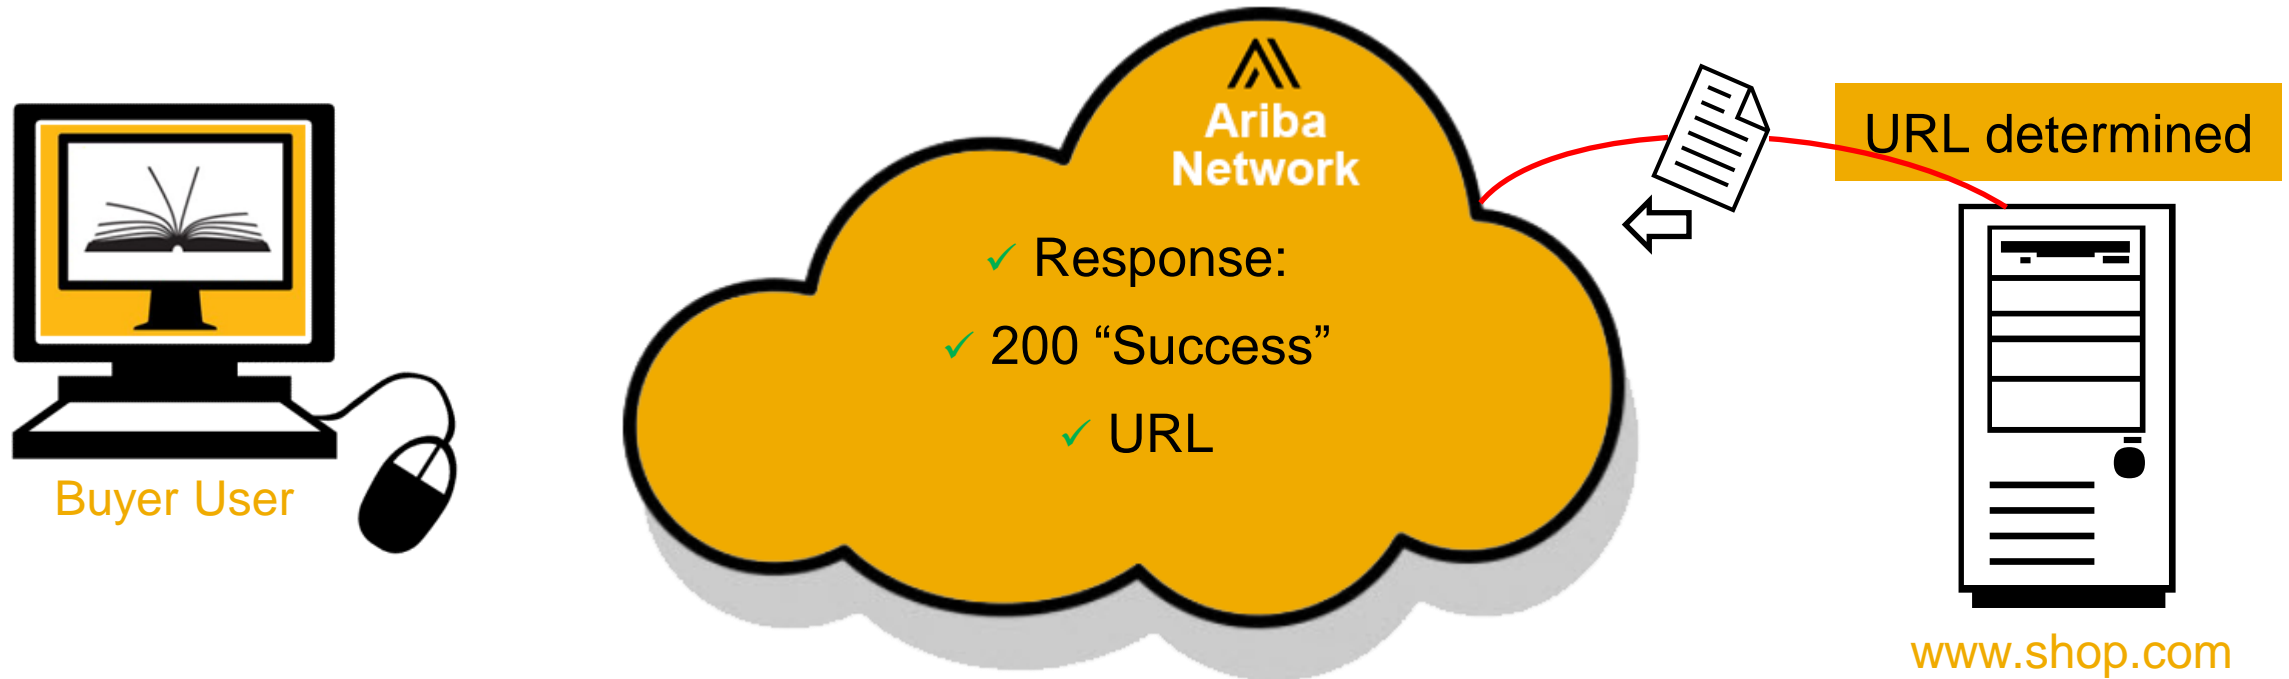 Ariba
Network
URL determined
✓ Response:
✓ 200 “Success”
✓ URL
Buyer User
www.shop.com